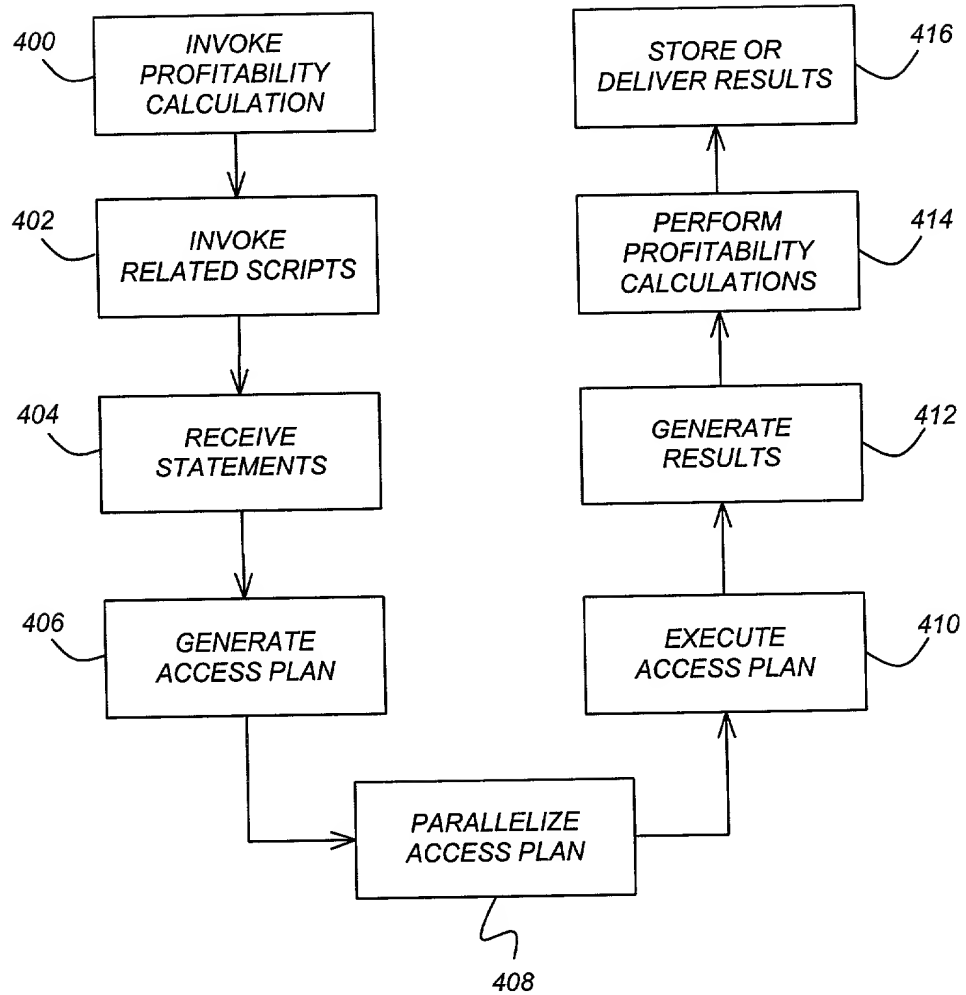 400
INVOKE
PROFITABILITY
CALCULATION
402
INVOKE
RELATED SCRIPTS
404
RECEIVE
STATEMENTS
406
GENERATE
ACCESS PLAN
PARALLELIZE
ACCESS PLAN
408
EXECUTE
ACCESS PLAN
410
GENERATE
RESULTS
412
PERFORM
PROFITABILITY
CALCULATIONS
414
STORE OR
DELIVER RESULTS
416